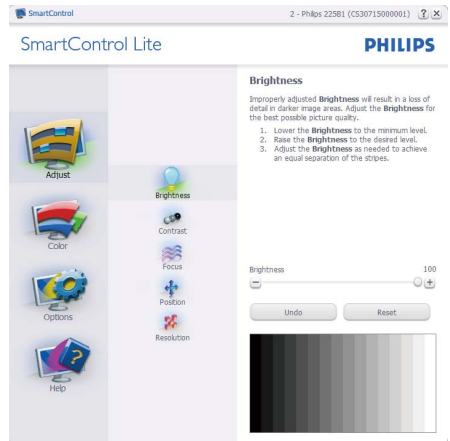 SmartControl
2 - Philips 225B1 (CS30715000001)
SmartControl Lite
PHILIPS
Adjust
Color
Options
Help
Brightness
Contrast
Focus
Position
Resolution
Brightness
Improperly adjusted Brightness will result in a loss of
detail in darker image areas. Adjust the Brightness for
the best possible picture quality.
1. Lower the Brightness to the minimum level.
2. Raise the Brightness to the desired level.
3. Adjust the Brightness as needed to achieve
an equal separation of the stripes.
Brightness 100
Undo Reset